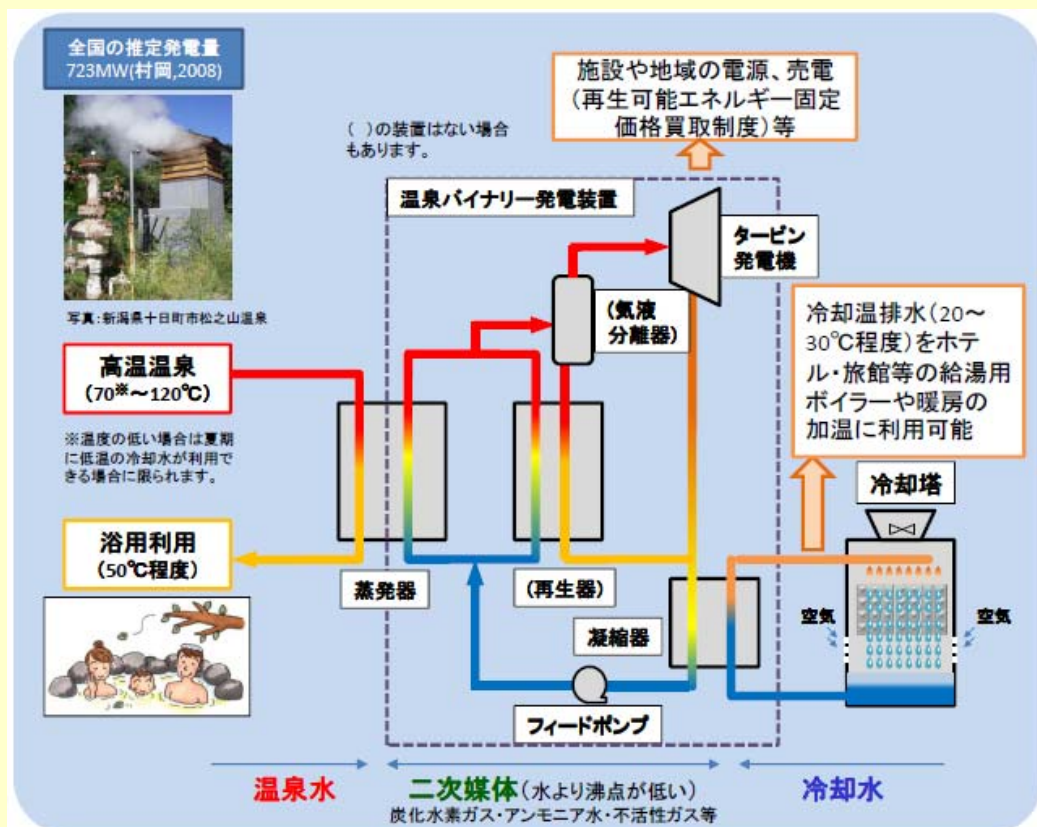 全国の推定発電量
723MW(村岡,2008)
写真:新潟県十日町市松之山温泉
( )の装置はない場合
もあります。
施設や地域の電源、売電
(再生可能エネルギー固定
価格買取制度)等
温泉バイナリー発電装置
タービン
発電機
(気液
分離器)
高温温泉
(70※～120℃)
※温度の低い場合は夏期
に低温の冷却水が利用で
きる場合に限られます。
浴用利用
(50℃程度)
蒸発器
(再生器)
凝縮器
フィードポンプ
冷却温排水(20～
30℃程度)をホテ
ル・旅館等の給湯用
ボイラーや暖房の
加温に利用可能
冷却塔
空気
空気
温泉水
二次媒体(水より沸点が低い)
炭化水素ガス・アンモニア水・不活性ガス等
冷却水